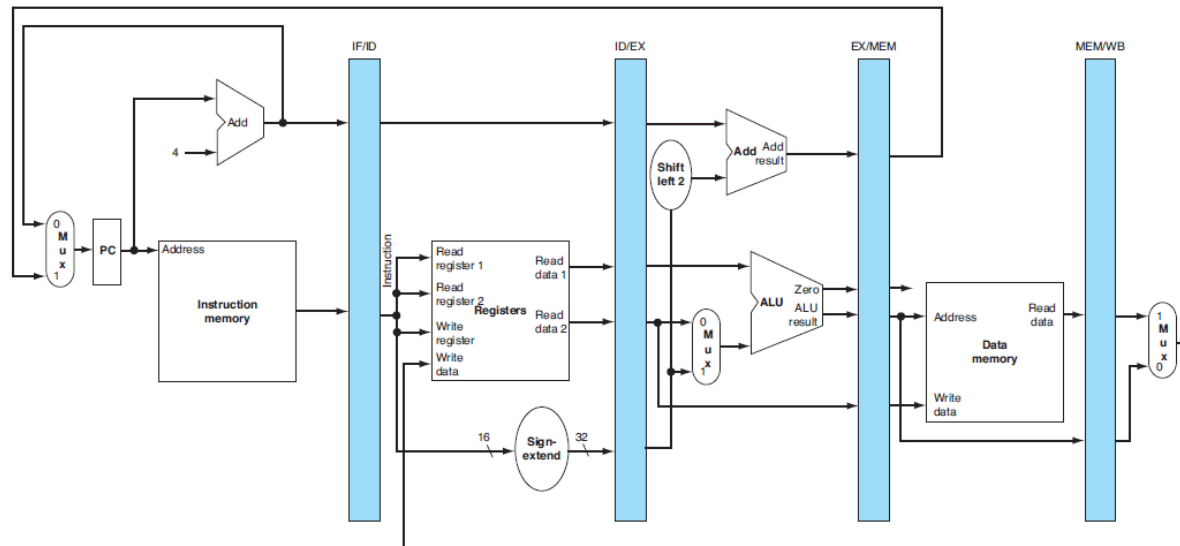 IF/ID
ID/EX
EX/MEM
MEM/WB
Add
4
Shift
left 2
Add
Add
result
0
M
u
x
1
PC
Address
Instruction
memory
Instruction
Read
register 1
Read
register 2
Write
register
Write
data
Registers
Read
data 1
Read
data 2
16
Sign-
extend
32
0
M
u
x
1
ALU
Zero
ALU
result
Address
Read
data
Data
memory
Write
data
1
M
u
x
0